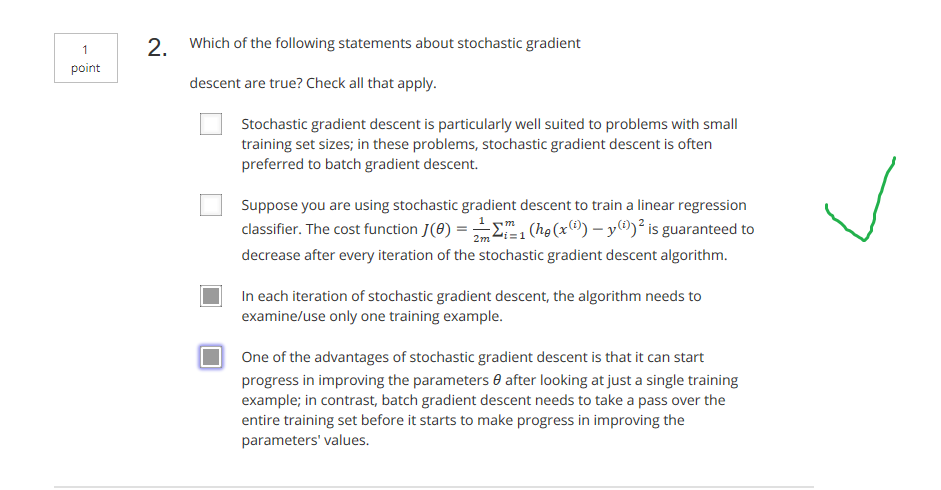 1
point
2.
Which of the following statements about stochastic gradient
descent are true? Check all that apply.
Stochastic gradient descent is particularly well suited to problems with small
training set sizes; in these problems, stochastic gradient descent is often
preferred to batch gradient descent.
Suppose you are using stochastic gradient descent to train a linear regression
classifier. The cost function J(θ) = 1/2m ∑ᵢ₌₁ᵐ (hθ(x⁽ⁱ⁾) − y⁽ⁱ⁾)² is guaranteed to
decrease after every iteration of the stochastic gradient descent algorithm.
In each iteration of stochastic gradient descent, the algorithm needs to
examine/use only one training example.
One of the advantages of stochastic gradient descent is that it can start
progress in improving the parameters θ after looking at just a single training
example; in contrast, batch gradient descent needs to take a pass over the
entire training set before it starts to make progress in improving the
parameters' values.